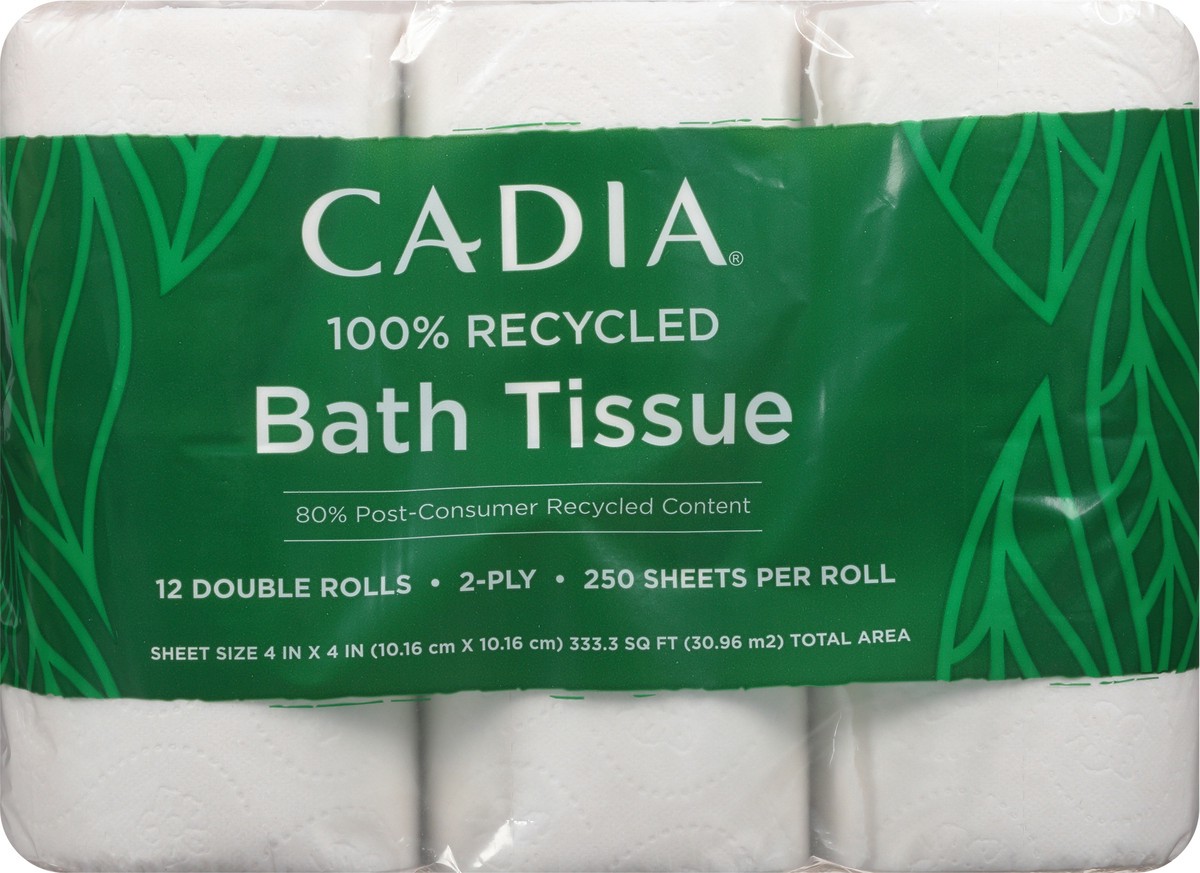 CADIA®
100% RECYCLED
Bath Tissue
80% Post-Consumer Recycled Content
12 DOUBLE ROLLS • 2-PLY • 250 SHEETS PER ROLL
SHEET SIZE 4 IN X 4 IN (10.16 cm X 10.16 cm) 333.3 SQ FT (30.96 m2) TOTAL AREA